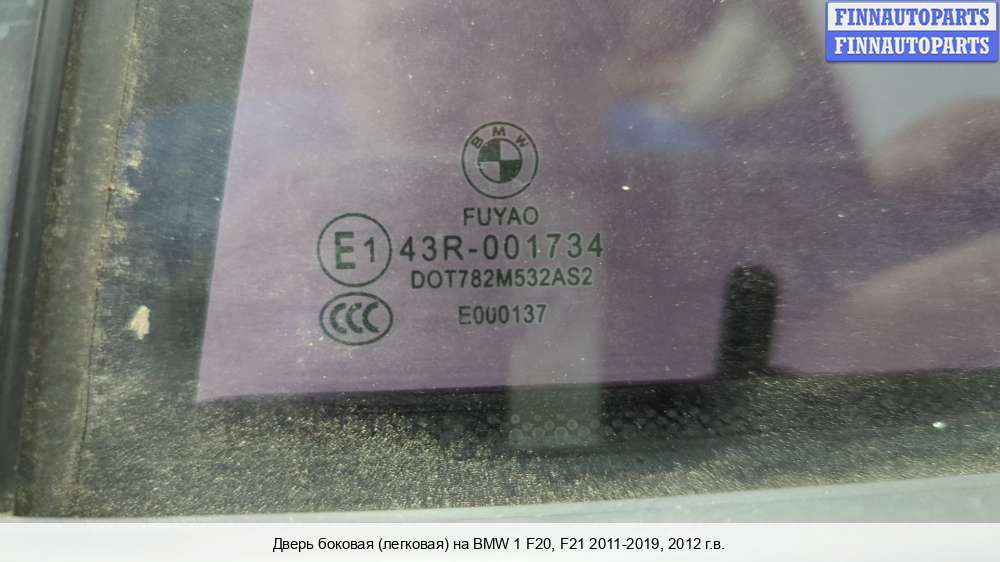 FINNAUTOPARTS
FINNAUTOPARTS
BMW
FUYAO
E1 43R-001734
DOT782M532AS2
CCC E000137
Дверь боковая (легковая) на BMW 1 F20, F21 2011-2019, 2012 г.в.